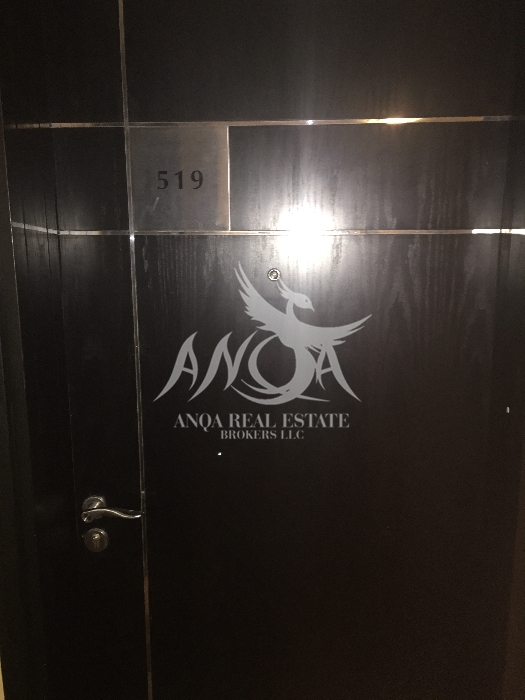 519
ANQA
ANQA REAL ESTATE
BROKERS LLC